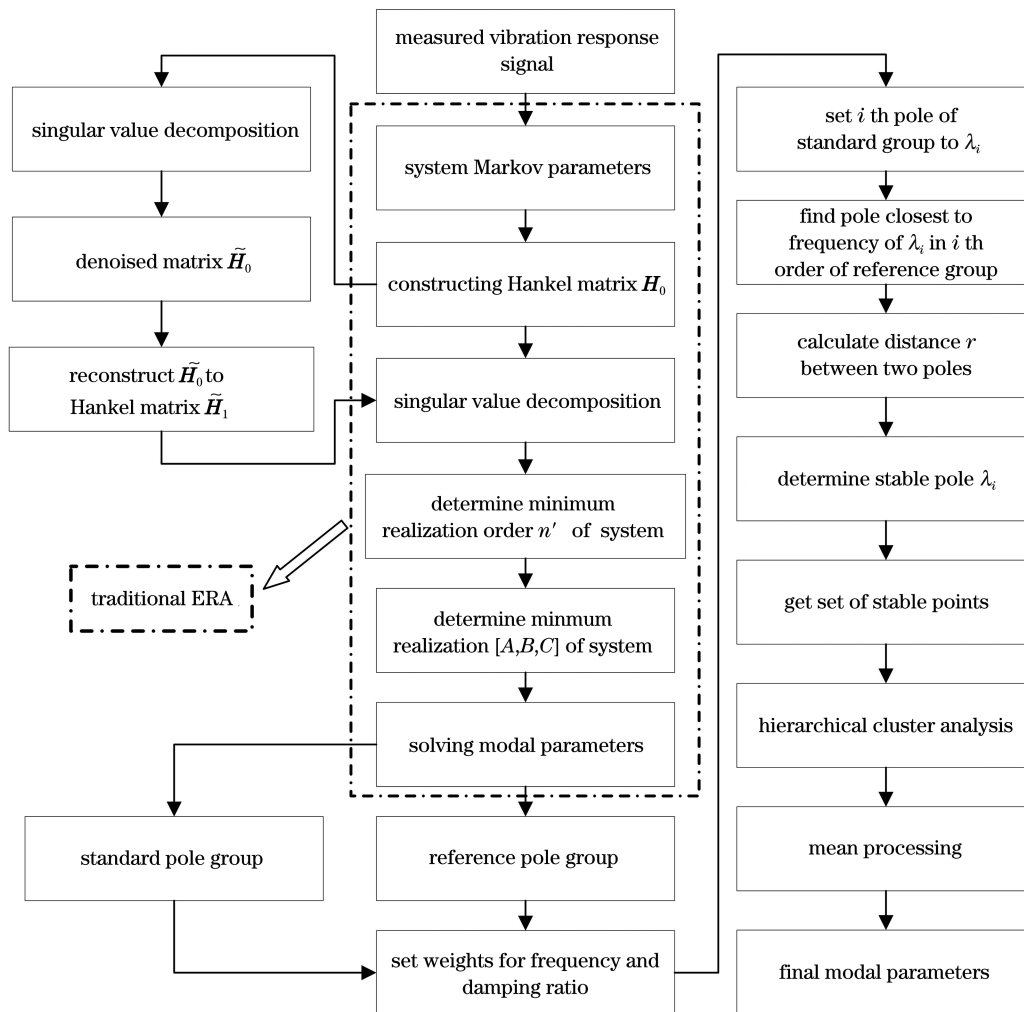 measured vibration response
signal
system Markov parameters
constructing Hankel matrix H₀
singular value decomposition
determine minimum
realization order n′ of system
determine minmum
realization [A,B,C] of system
solving modal parameters
reference pole group
set weights for frequency and
damping ratio
singular value decomposition
denoised matrix H̃₀
reconstruct H̃₀ to
Hankel matrix H̃₁
traditional ERA
standard pole group
set i th pole of
standard group to λᵢ
find pole closest to
frequency of λᵢ in i th
order of reference group
calculate distance r
between two poles
determine stable pole λᵢ
get set of stable points
hierarchical cluster analysis
mean processing
final modal parameters